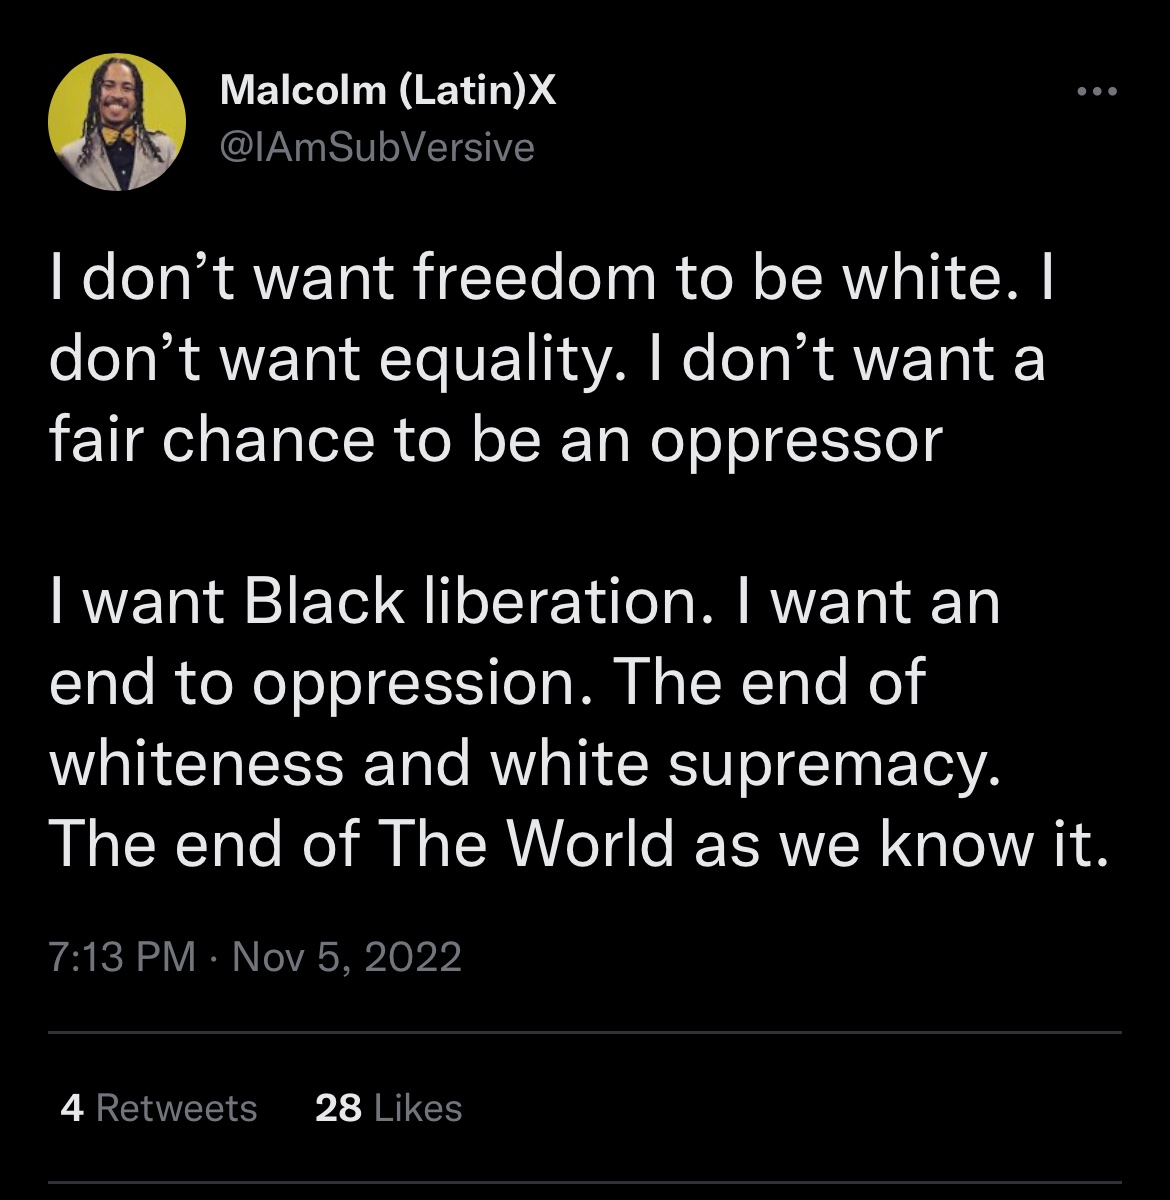 Malcolm (Latin)X
@IAmSubVersive
I don’t want freedom to be white. I
don’t want equality. I don’t want a
fair chance to be an oppressor
I want Black liberation. I want an
end to oppression. The end of
whiteness and white supremacy.
The end of The World as we know it.
7:13 PM · Nov 5, 2022
4 Retweets 28 Likes